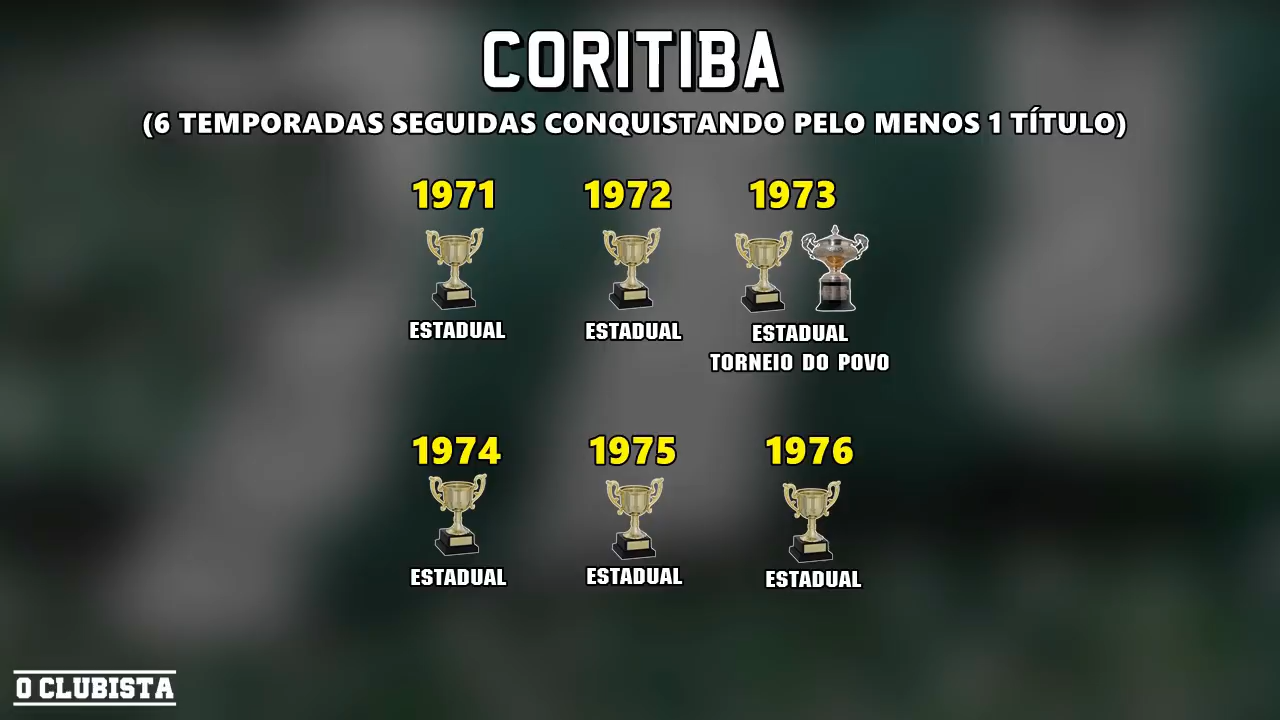 CORITIBA
(6 TEMPORADAS SEGUIDAS CONQUISTANDO PELO MENOS 1 TÍTULO)
1971 1972 1973
ESTADUAL ESTADUAL ESTADUAL
TORNEIO DO POVO
1974 1975 1976
ESTADUAL ESTADUAL ESTADUAL
O CLUBISTA